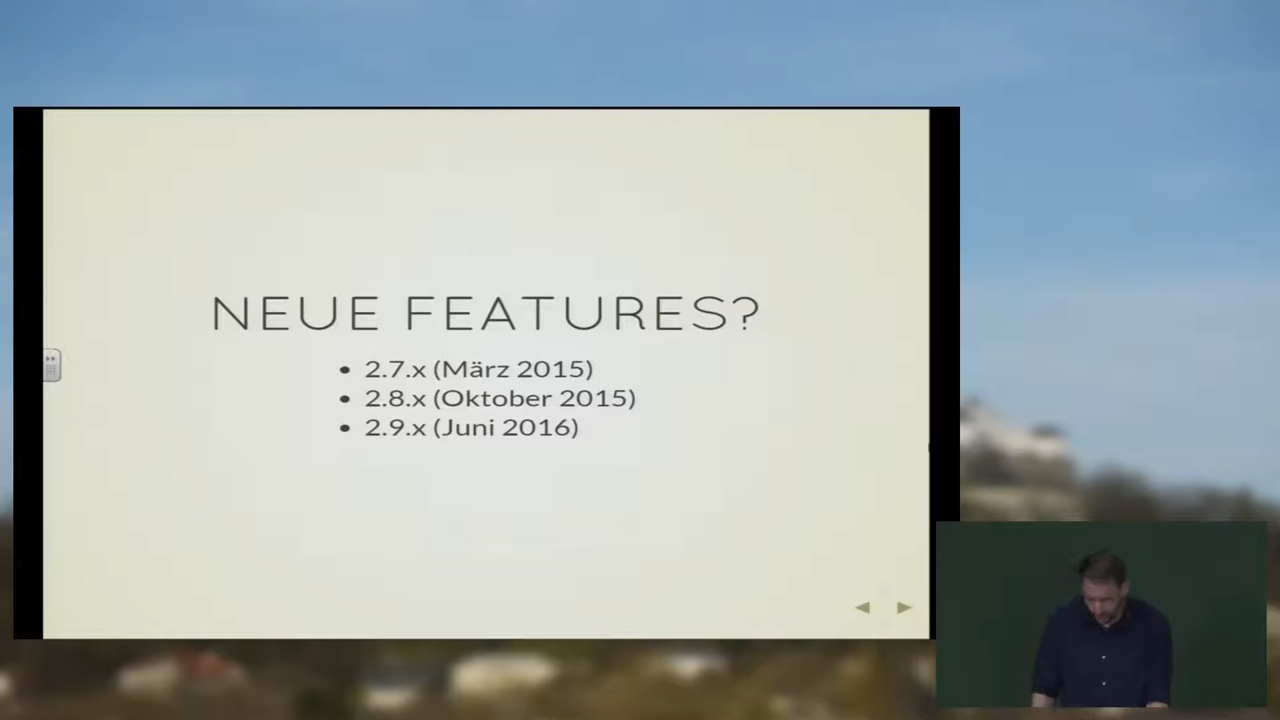 NEUE FEATURES?
• 2.7.x (März 2015)
• 2.8.x (Oktober 2015)
• 2.9.x (Juni 2016)